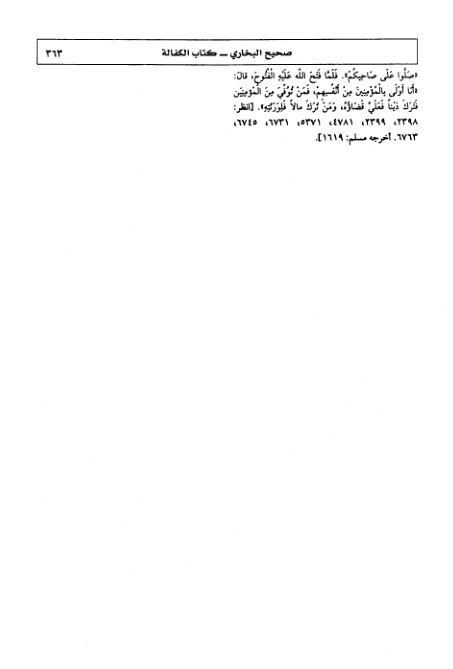 صحيح البخاري ــ كتاب الكفالة ٣٦٣
«صَلُّوا عَلَى صَاحِبِكُمْ». فَلَمَّا فَتَحَ اللَّه عَلَيْهِ الْفُتُوحَ، قالَ:
«أَنَا أَوْلَى بِالْمُؤْمِنِينَ مِنْ أَنْفُسِهِمْ، فَمَنْ تُوُفِّيَ مِنَ الْمُؤْمِنِينَ
فَتَرَكَ دَيْناً فَعَلَيَّ قَضَاؤُهُ، وَمَنْ تَرَكَ مالاً فَلِوَرَثَتِهِ». [انظر:
٢٣٩٨، ٢٣٩٩، ٤٧٨١، ٥٣٧١، ٦٧٣١، ٦٧٤٥،
٦٧٦٣. أخرجه مسلم: ١٦١٩].